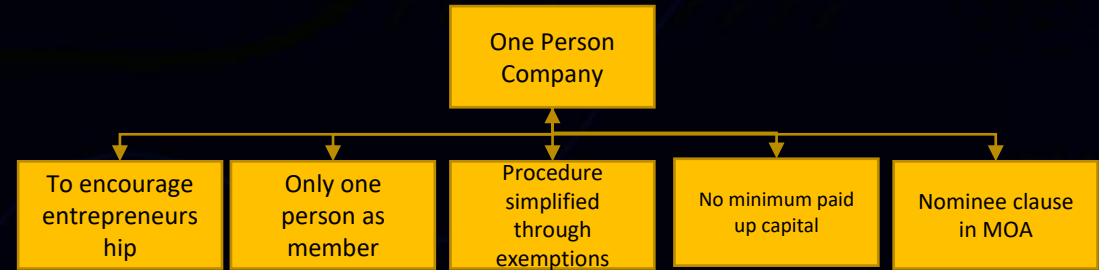 One Person
Company
To encourage
entrepreneurs
hip
Only one
person as
member
Procedure
simplified
through
exemptions
No minimum paid
up capital
Nominee clause
in MOA